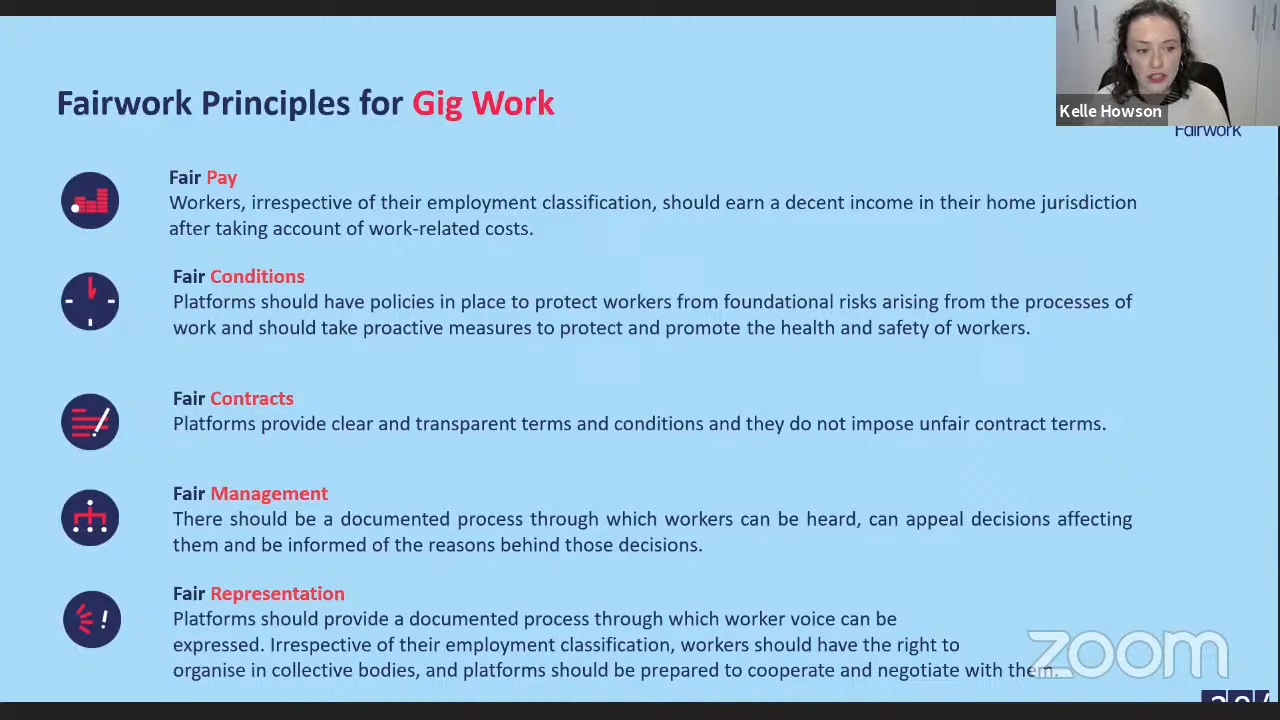 Fairwork Principles for Gig Work
Kelle Howson
Fairwork
Fair Pay
Workers, irrespective of their employment classification, should earn a decent income in their home jurisdiction
after taking account of work-related costs.
Fair Conditions
Platforms should have policies in place to protect workers from foundational risks arising from the processes of
work and should take proactive measures to protect and promote the health and safety of workers.
Fair Contracts
Platforms provide clear and transparent terms and conditions and they do not impose unfair contract terms.
Fair Management
There should be a documented process through which workers can be heard, can appeal decisions affecting
them and be informed of the reasons behind those decisions.
Fair Representation
Platforms should provide a documented process through which worker voice can be
expressed. Irrespective of their employment classification, workers should have the right to
organise in collective bodies, and platforms should be prepared to cooperate and negotiate with them.
zoom